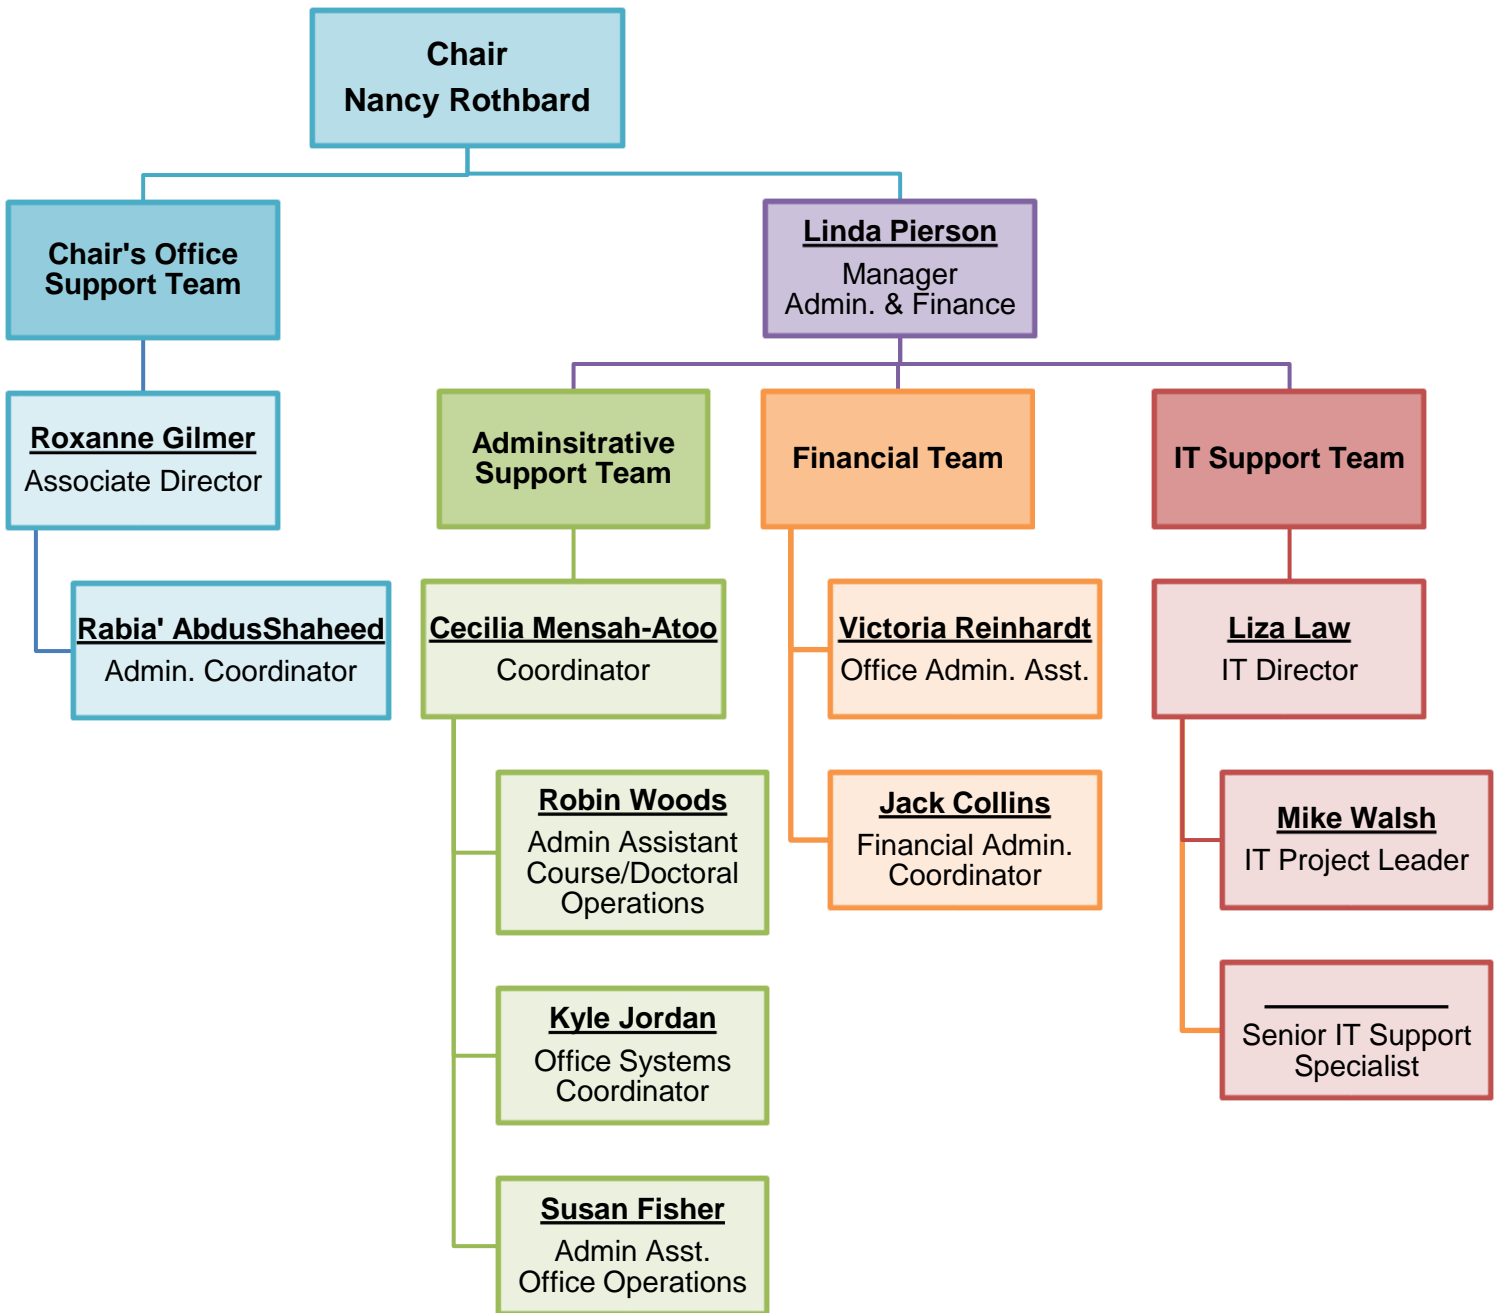 Chair
Nancy Rothbard
Chair's Office
Support Team
Linda Pierson
Manager
Admin. & Finance
Roxanne Gilmer
Associate Director
Adminsitrative
Support Team
Financial Team
IT Support Team
Rabia' AbdusShaheed
Admin. Coordinator
Cecilia Mensah-Atoo
Coordinator
Victoria Reinhardt
Office Admin. Asst.
Liza Law
IT Director
Robin Woods
Admin Assistant
Course/Doctoral
Operations
Jack Collins
Financial Admin.
Coordinator
Mike Walsh
IT Project Leader
Kyle Jordan
Office Systems
Coordinator
Senior IT Support
Specialist
Susan Fisher
Admin Asst.
Office Operations